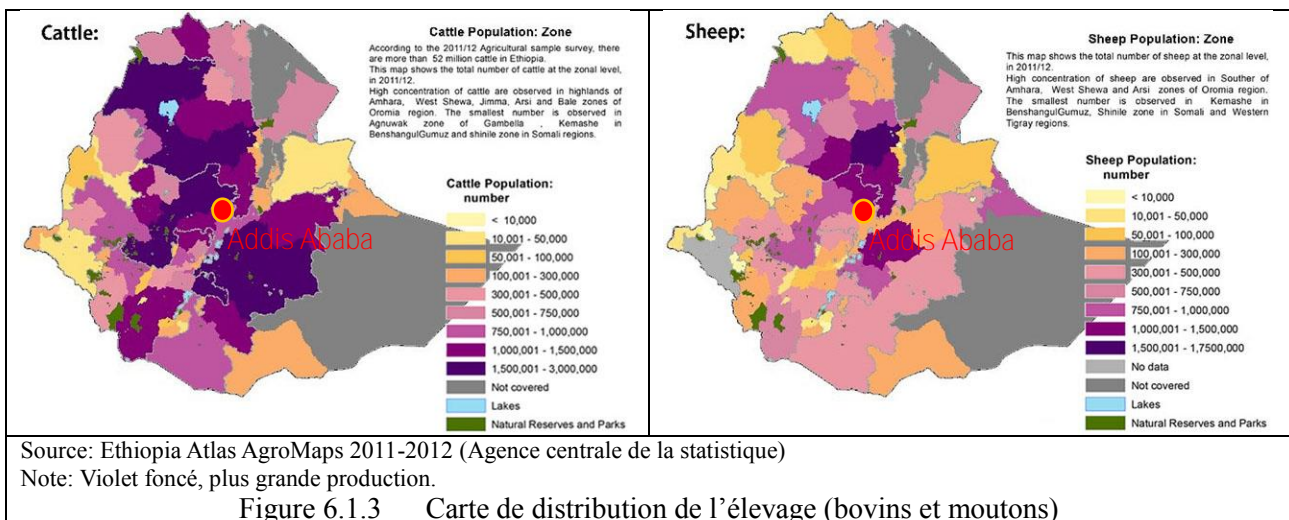 Cattle:
Cattle Population: Zone
According to the 2011/12 Agricultural sample survey, there
are more than 52 million cattle in Ethiopia.
This map shows the total number of cattle at the zonal level,
in 2011/12.
High concentration of cattle are observed in highlands of
Amhara, West Shewa, Jimma, Arsi and Bale zones of
Oromia region. The smallest number is observed in
Agnuwak zone of Gambella , Kemashe in
BenshangulGumuz and shinile zone in Somali regions.
Cattle Population:
number
< 10,000
10,001 - 50,000
50,001 - 100,000
100,001 - 300,000
300,001 - 500,000
500,001 - 750,000
750,001 - 1,000,000
1,000,001 - 1,500,000
1,500,001 - 3,000,000
Not covered
Lakes
Natural Reserves and Parks
Addis Ababa
Sheep:
Sheep Population: Zone
This map shows the total number of sheep at the zonal level,
in 2011/12.
High concentration of sheep are observed in Souther of
Amhara, West Shewa and Arsi zones of Oromia region.
The smallest number is observed in Kemashe in
BenshangulGumuz, Shinile zone in Somali and Western
Tigray regions.
Sheep Population:
number
< 10,000
10,001 - 50,000
50,001 - 100,000
100,001 - 300,000
300,001 - 500,000
500,001 - 750,000
750,001 - 1,000,000
1,000,001 - 1,500,000
1,500,001 - 1,7500,000
No data
Not covered
Lakes
Natural Reserves and Parks
Addis Ababa
Source: Ethiopia Atlas AgroMaps 2011-2012 (Agence centrale de la statistique)
Note: Violet foncé, plus grande production.
Figure 6.1.3 Carte de distribution de l’élevage (bovins et moutons)